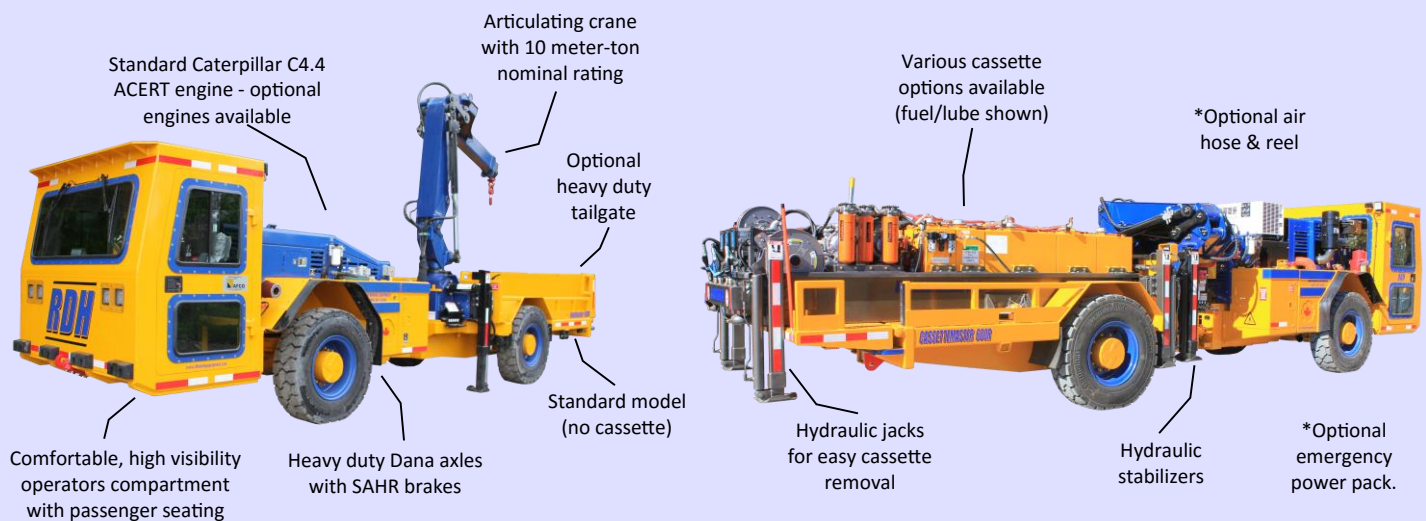 Standard Caterpillar C4.4
ACERT engine - optional
engines available
Articulating crane
with 10 meter-ton
nominal rating
Optional
heavy duty
tailgate
Standard model
(no cassette)
Heavy duty Dana axles
with SAHR brakes
Comfortable, high visibility
operators compartment
with passenger seating
RDH
Various cassette
options available
(fuel/lube shown)
*Optional air
hose & reel
Hydraulic jacks
for easy cassette
removal
Hydraulic
stabilizers
*Optional
emergency
power pack.